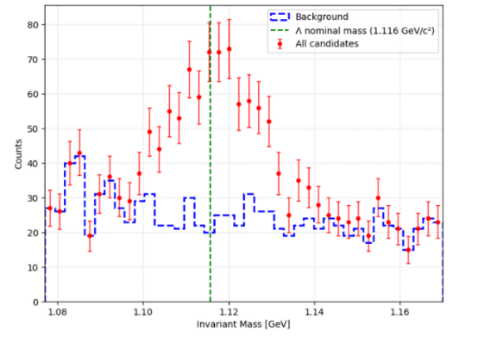 Background
Λ nominal mass (1.116 GeV/c²)
All candidates
80
70
60
50
40
30
20
10
0
Counts
1.08 1.10 1.12 1.14 1.16
Invariant Mass [GeV]